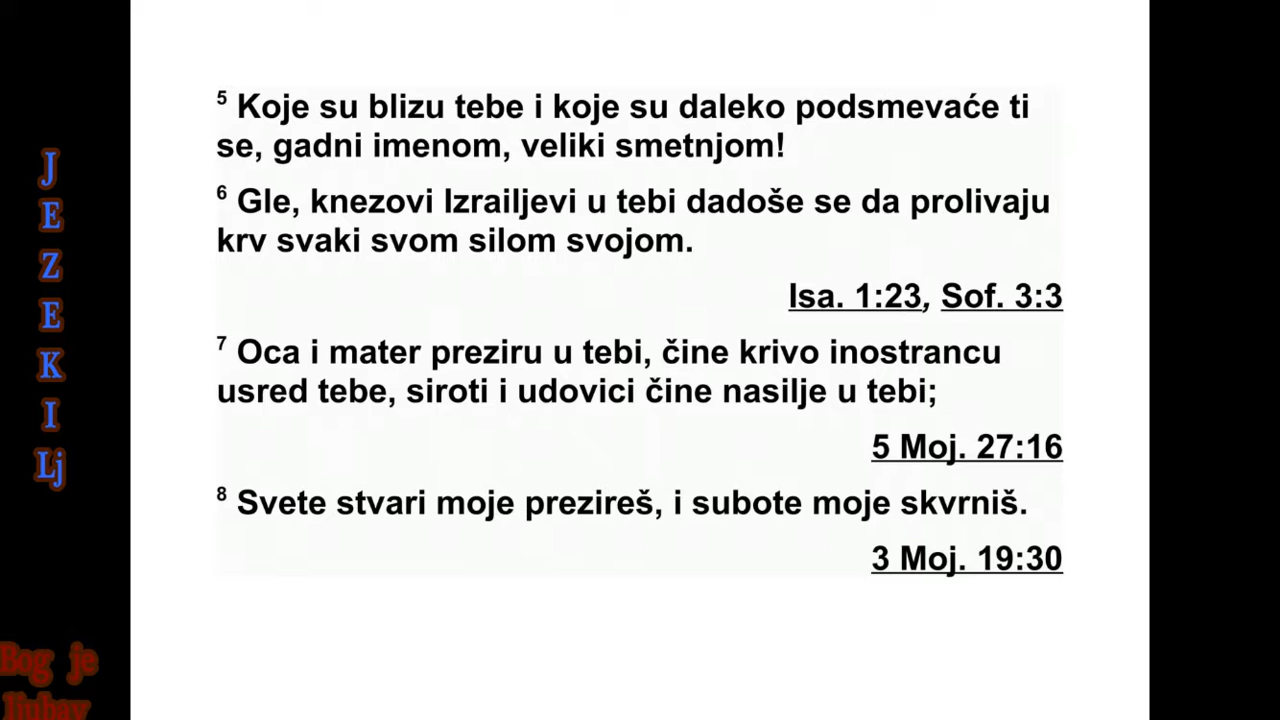 J
E
Z
E
K
I
Lj
Bog je
ljubav
⁵ Koje su blizu tebe i koje su daleko podsmevaće ti
se, gadni imenom, veliki smetnjom!
⁶ Gle, knezovi Izrailjevi u tebi dadoše se da prolivaju
krv svaki svom silom svojom.
Isa. 1:23, Sof. 3:3
⁷ Oca i mater preziru u tebi, čine krivo inostrancu
usred tebe, siroti i udovici čine nasilje u tebi;
5 Moj. 27:16
⁸ Svete stvari moje prezireš, i subote moje skvrniš.
3 Moj. 19:30